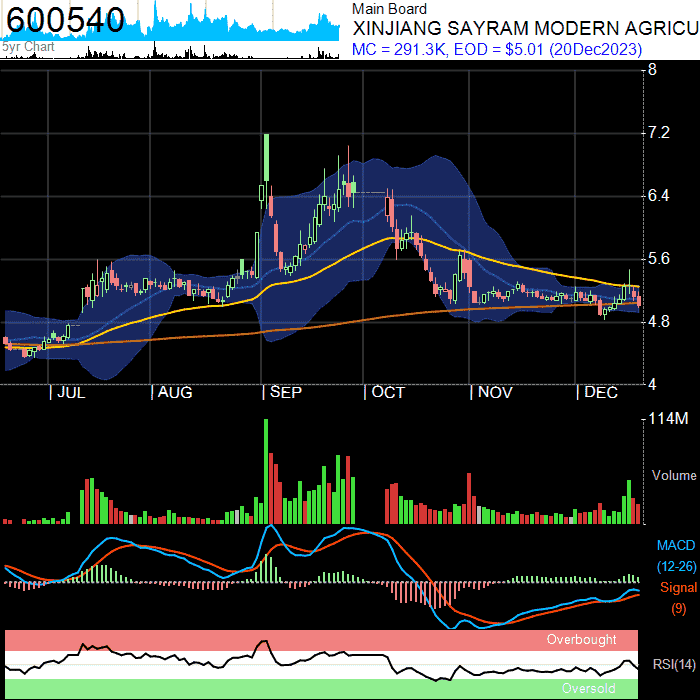 600540
5yr Chart
Main Board
XINJIANG SAYRAM MODERN AGRICU
MC = 291.3K, EOD = $5.01 (20Dec2023)
8
7.2
6.4
5.6
4.8
4
JUL AUG SEP OCT NOV DEC
114M
Volume
MACD
(12-26)
Signal
(9)
Overbought
RSI(14)
Oversold